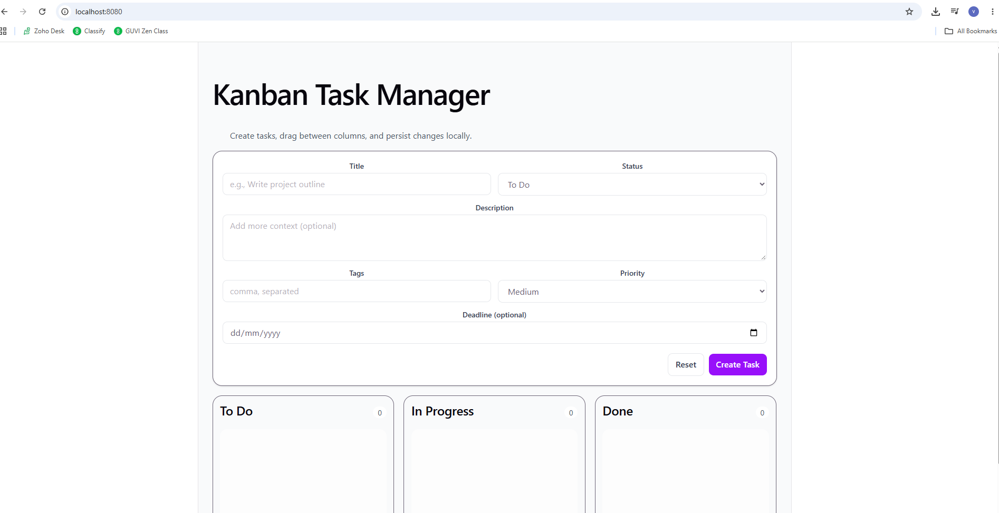 localhost:8080
V
Zoho Desk Classify GUVI Zen Class All Bookmarks
Kanban Task Manager
Create tasks, drag between columns, and persist changes locally.
Title Status
e.g., Write project outline To Do
Description
Add more context (optional)
Tags Priority
comma, separated Medium
Deadline (optional)
dd/mm/yyyy
Reset Create Task
To Do 0 In Progress 0 Done 0